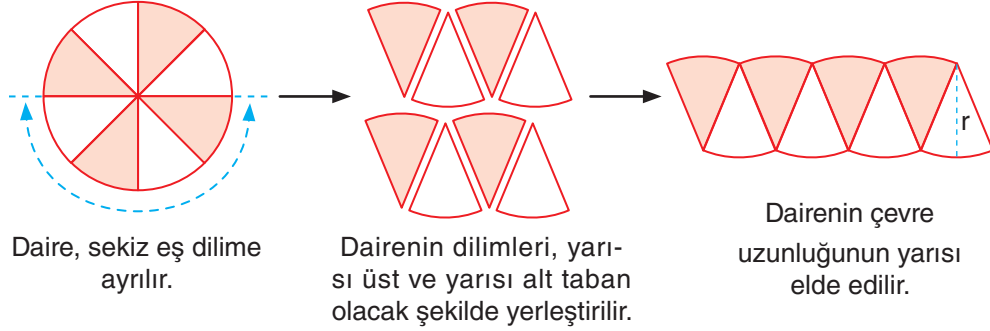 r
Daire, sekiz eş dilime
ayrılır.
Dairenin dilimleri, yarı-
sı üst ve yarısı alt taban
olacak şekilde yerleştirilir.
Dairenin çevre
uzunluğunun yarısı
elde edilir.